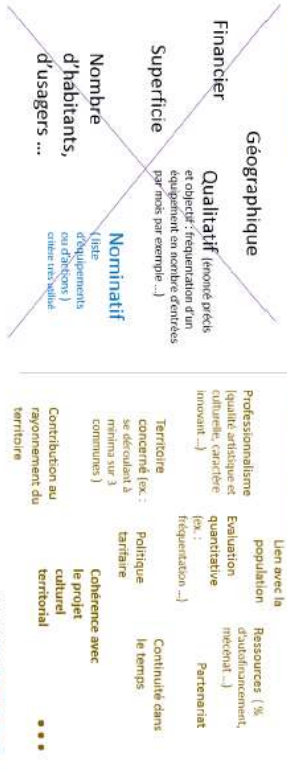 Géographique
Financier
Qualitatif (énoncé précis
et objectif : fréquentation d'un
équipement en nombre d'entrées
par mois par exemple ...)
Superficie
Nombre
d'habitants,
d'usagers ...
Nominatif
( liste
d'équipements
ou d'actions )
critère très utilisé
Lien avec la
population
Professionnalisme
(qualité artistique et
culturelle, caractère
innovant ...)
Evaluation
quantitative
(ex. :
fréquentation ...)
Ressources ( %
d'autofinancement,
mécénat ...)
Partenariat
Territoire
concerné (ex. :
se déroulant à
minima sur 3
communes )
Politique
tarifaire
Continuité dans
le temps
Cohérence avec
le projet
culturel
territorial
Contribution au
rayonnement du
territoire
...